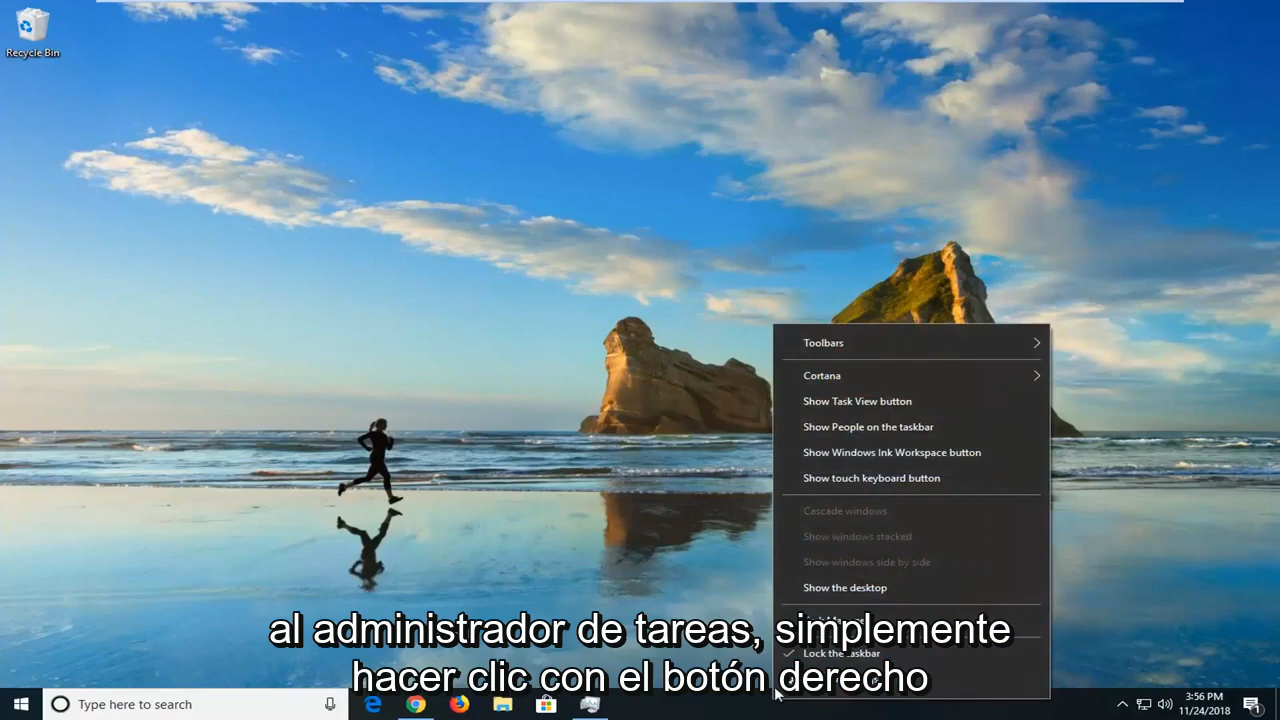 Recycle Bin
Toolbars
Cortana
Show Task View button
Show People on the taskbar
Show Windows Ink Workspace button
Show touch keyboard button
Cascade windows
Show windows stacked
Show windows side by side
Show the desktop
Lock the taskbar
al administrador de tareas, simplemente
hacer clic con el botón derecho
Type here to search
3:56 PM
11/24/2018
1